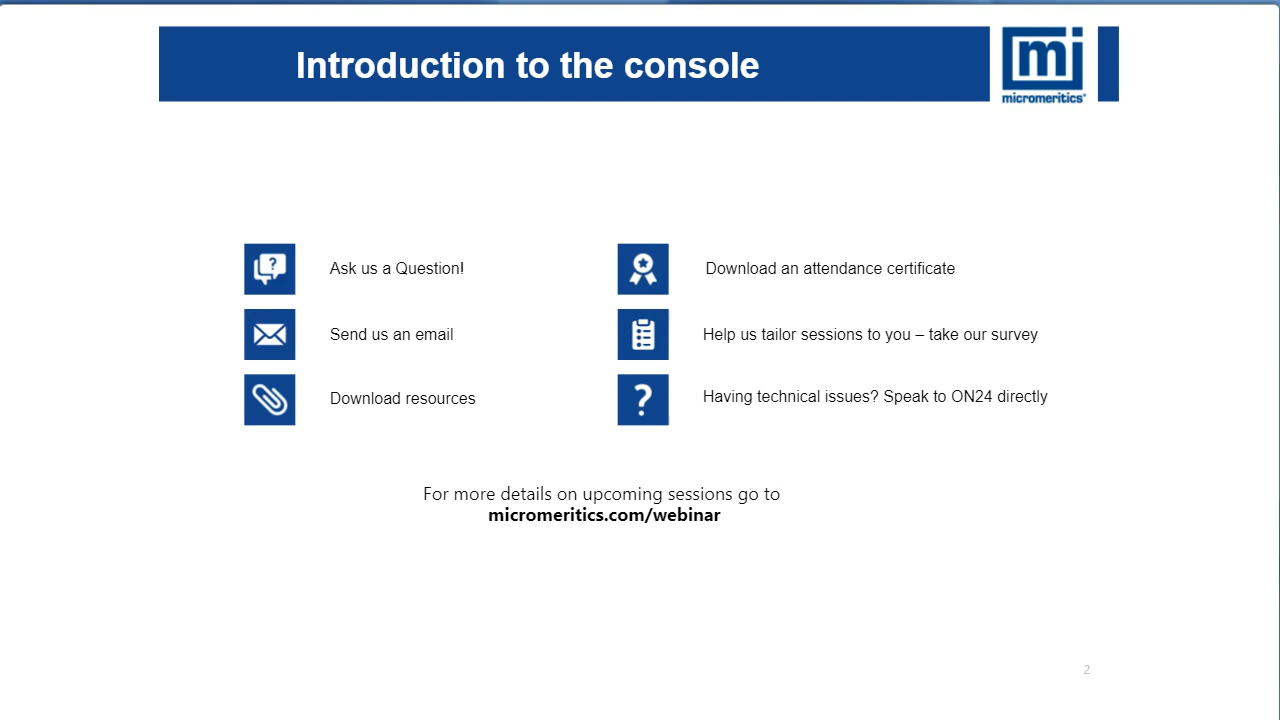 Introduction to the console
mi
micromeritics®
Ask us a Question!
Download an attendance certificate
Send us an email
Help us tailor sessions to you – take our survey
Download resources
Having technical issues? Speak to ON24 directly
For more details on upcoming sessions go to
micromeritics.com/webinar
2